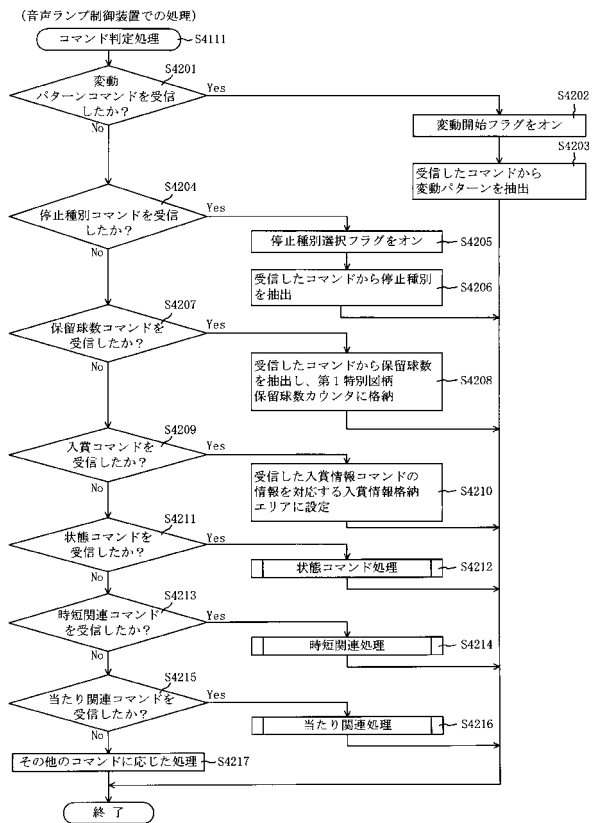 (音声ランプ制御装置での処理)
コマンド判定処理
S4111
S4201
変動
パターンコマンドを受信
したか?
Yes
No
S4202
変動開始フラグをオン
S4203
受信したコマンドから
変動パターンを抽出
S4204
停止種別コマンドを受信
したか?
Yes
No
停止種別選択フラグをオン
S4205
受信したコマンドから停止種別
を抽出
S4206
S4207
保留球数コマンドを
受信したか?
Yes
No
受信したコマンドから保留球数
を抽出し、第1特別図柄
保留球数カウンタに格納
S4208
S4209
入賞コマンドを
受信したか?
Yes
No
受信した入賞情報コマンドの
情報を対応する入賞情報格納
エリアに設定
S4210
S4211
状態コマンドを
受信したか?
Yes
No
状態コマンド処理
S4212
S4213
時短関連コマンド
を受信したか?
Yes
No
時短関連処理
S4214
S4215
当たり関連コマンドを
受信したか?
Yes
No
当たり関連処理
S4216
その他のコマンドに応じた処理
S4217
終了